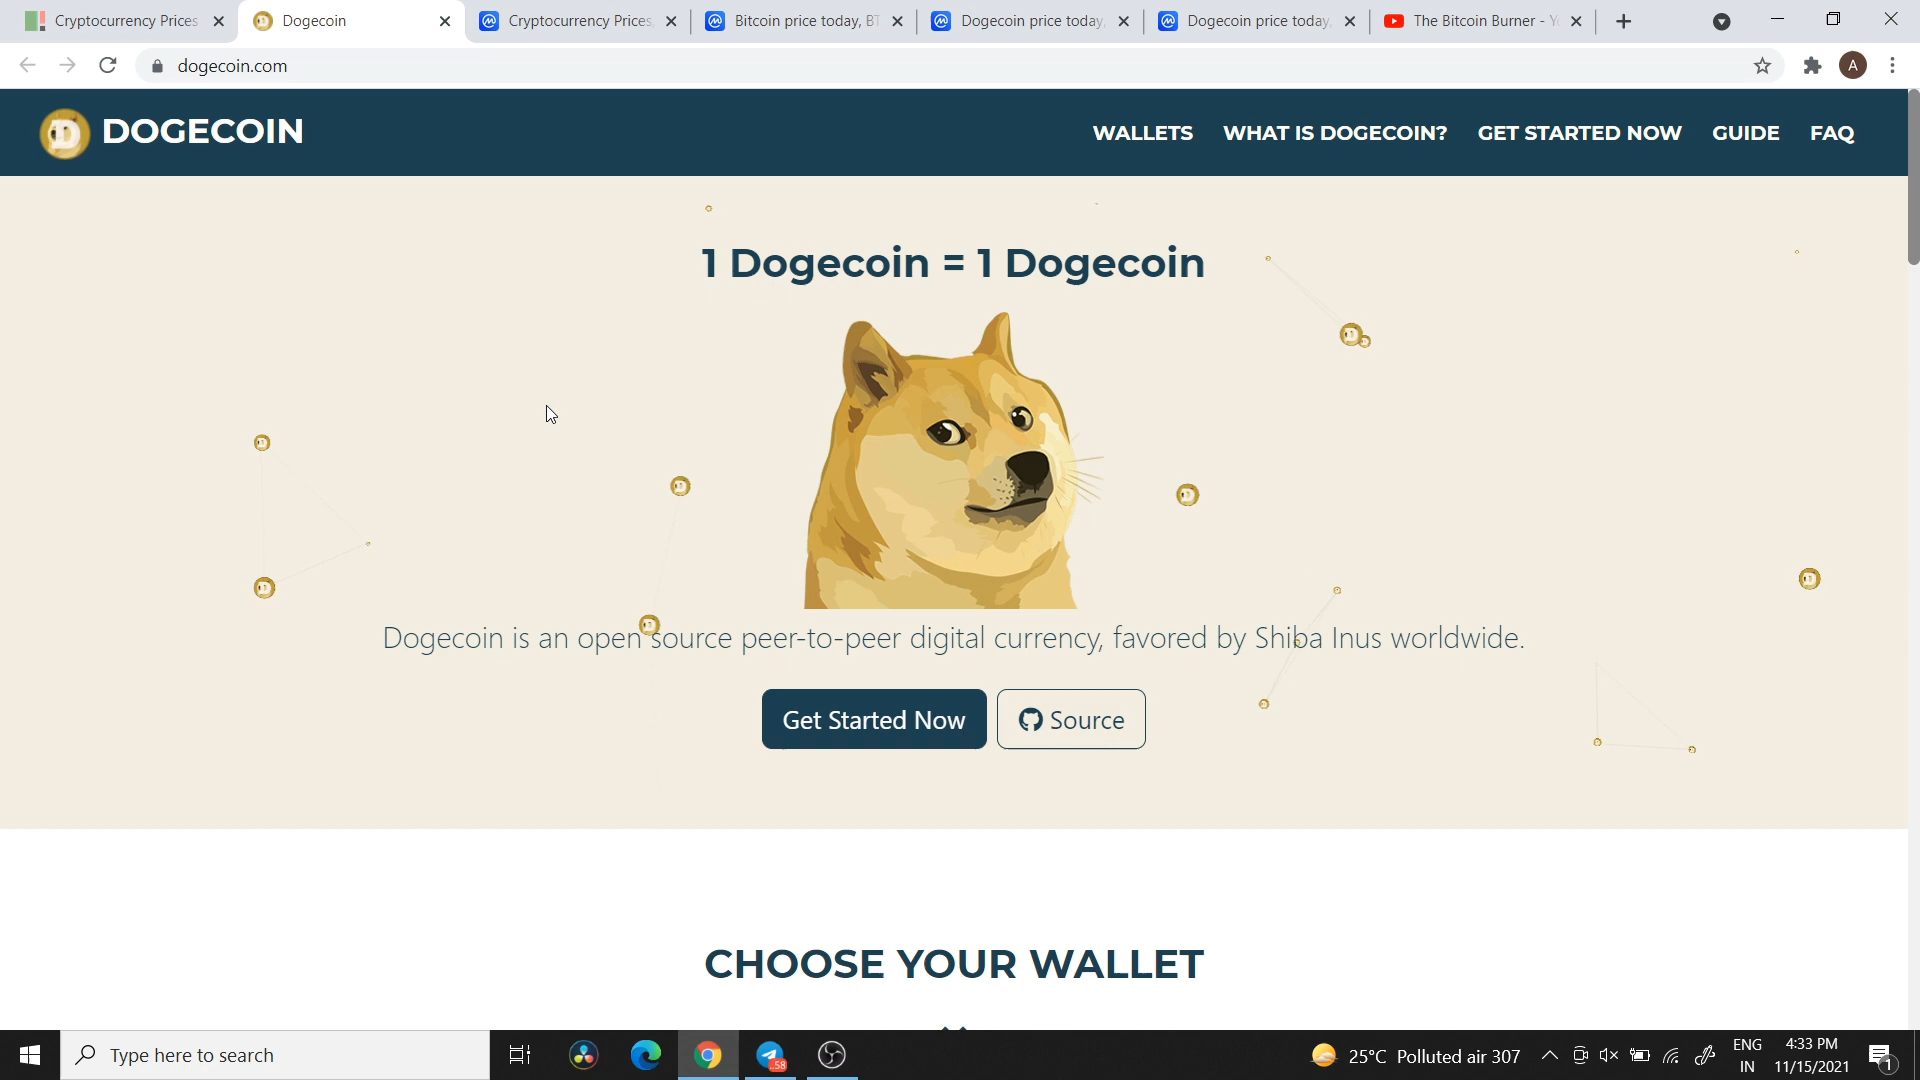 Cryptocurrency Prices
Dogecoin
Cryptocurrency Prices,
Bitcoin price today, BT
Dogecoin price today,
Dogecoin price today,
The Bitcoin Burner - Y
dogecoin.com
A
DOGECOIN
WALLETS
WHAT IS DOGECOIN?
GET STARTED NOW
GUIDE
FAQ
1 Dogecoin = 1 Dogecoin
Dogecoin is an open source peer-to-peer digital currency, favored by Shiba Inus worldwide.
Get Started Now
Source
CHOOSE YOUR WALLET
Type here to search
58
25°C Polluted air 307
ENG
IN
4:33 PM
11/15/2021
1